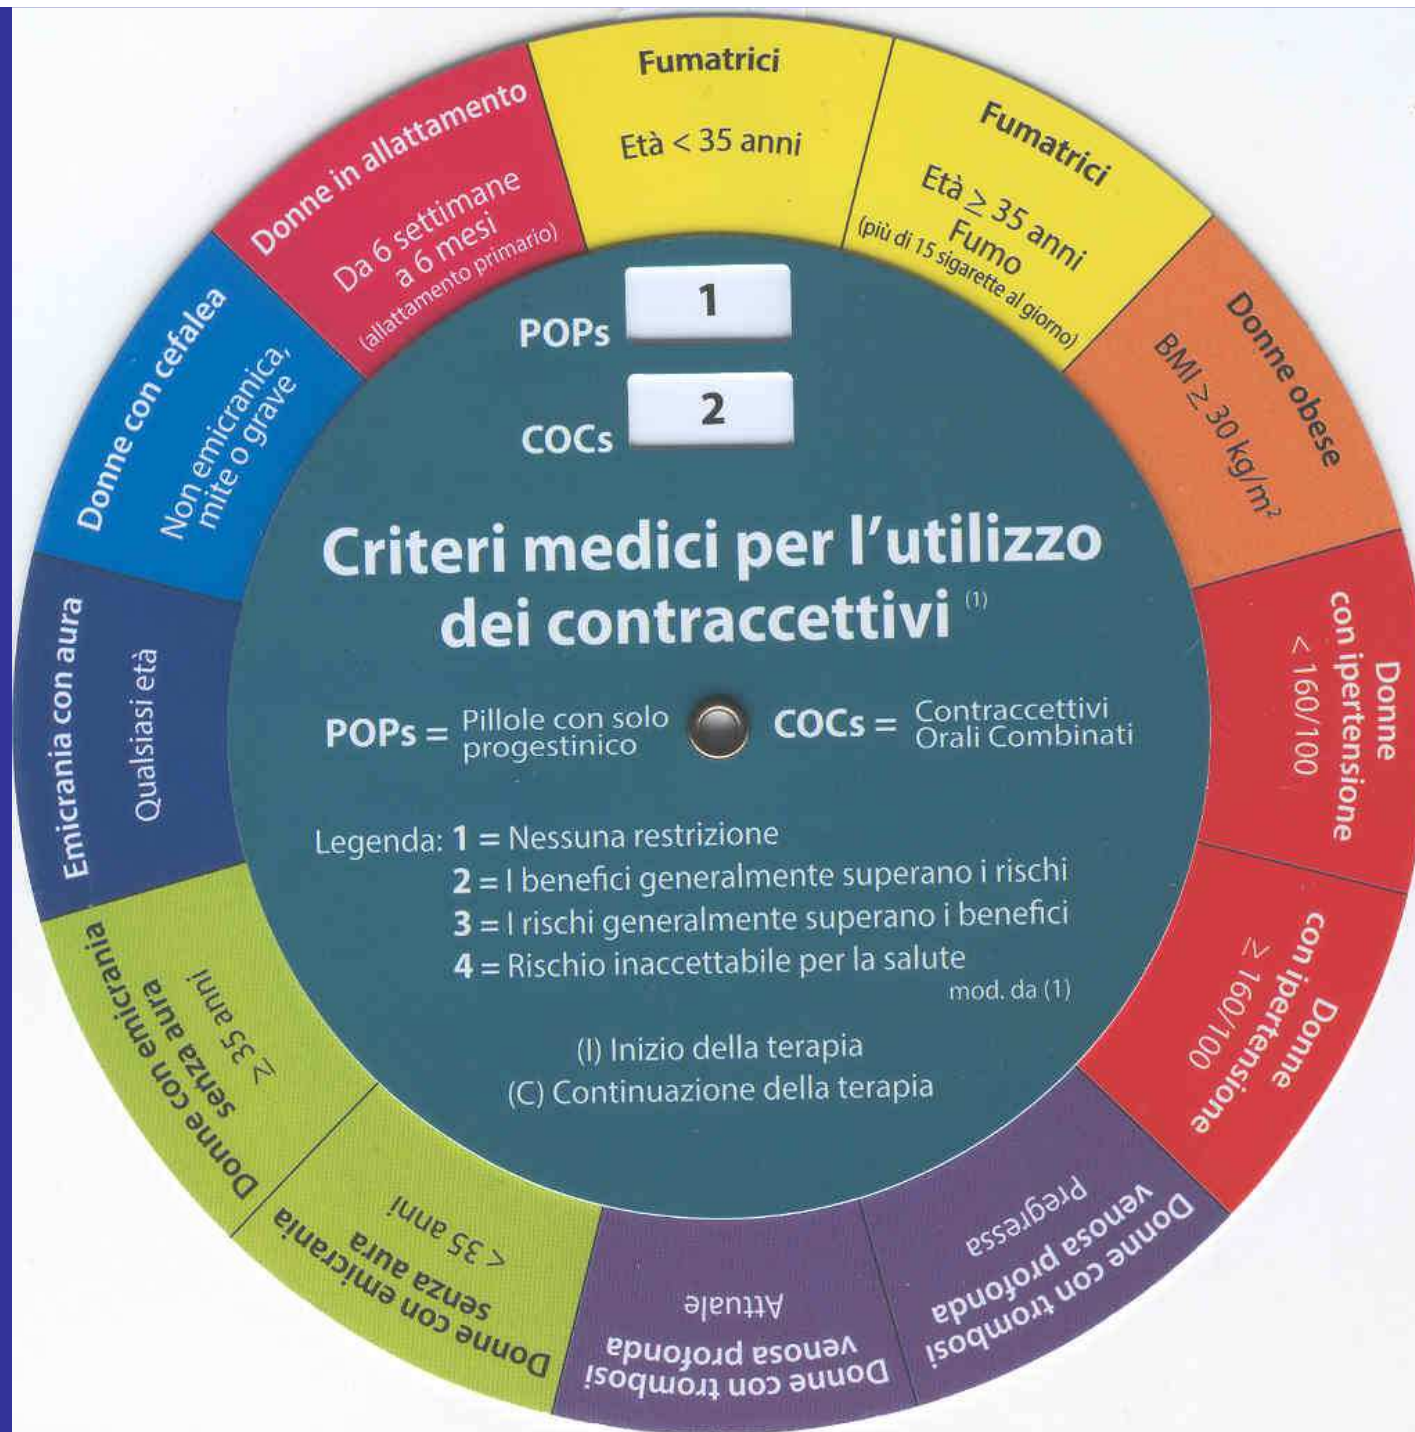 Fumatrici
Età < 35 anni
Fumatrici
Età ≥ 35 anni
Fumo
(più di 15 sigarette al giorno)
Donne obese
BMI ≥ 30 kg/m²
Donne
con ipertensione
< 160/100
Donne
con ipertensione
≥ 160/100
Donne con trombosi
venosa profonda
Pregressa
Donne con trombosi
venosa profonda
Attuale
Donne con emicrania
senza aura
< 35 anni
Donne con emicrania
senza aura
≥ 35 anni
Emicrania con aura
Qualsiasi età
Donne con cefalea
Non emicranica,
mite o grave
Donne in allattamento
Da 6 settimane
a 6 mesi
(allattamento primario)
POPs 1
COCs 2
Criteri medici per l'utilizzo
dei contraccettivi (1)
POPs = Pillole con solo
progestinico
COCs = Contraccettivi
Orali Combinati
Legenda: 1 = Nessuna restrizione
2 = I benefici generalmente superano i rischi
3 = I rischi generalmente superano i benefici
4 = Rischio inaccettabile per la salute
mod. da (1)
(I) Inizio della terapia
(C) Continuazione della terapia